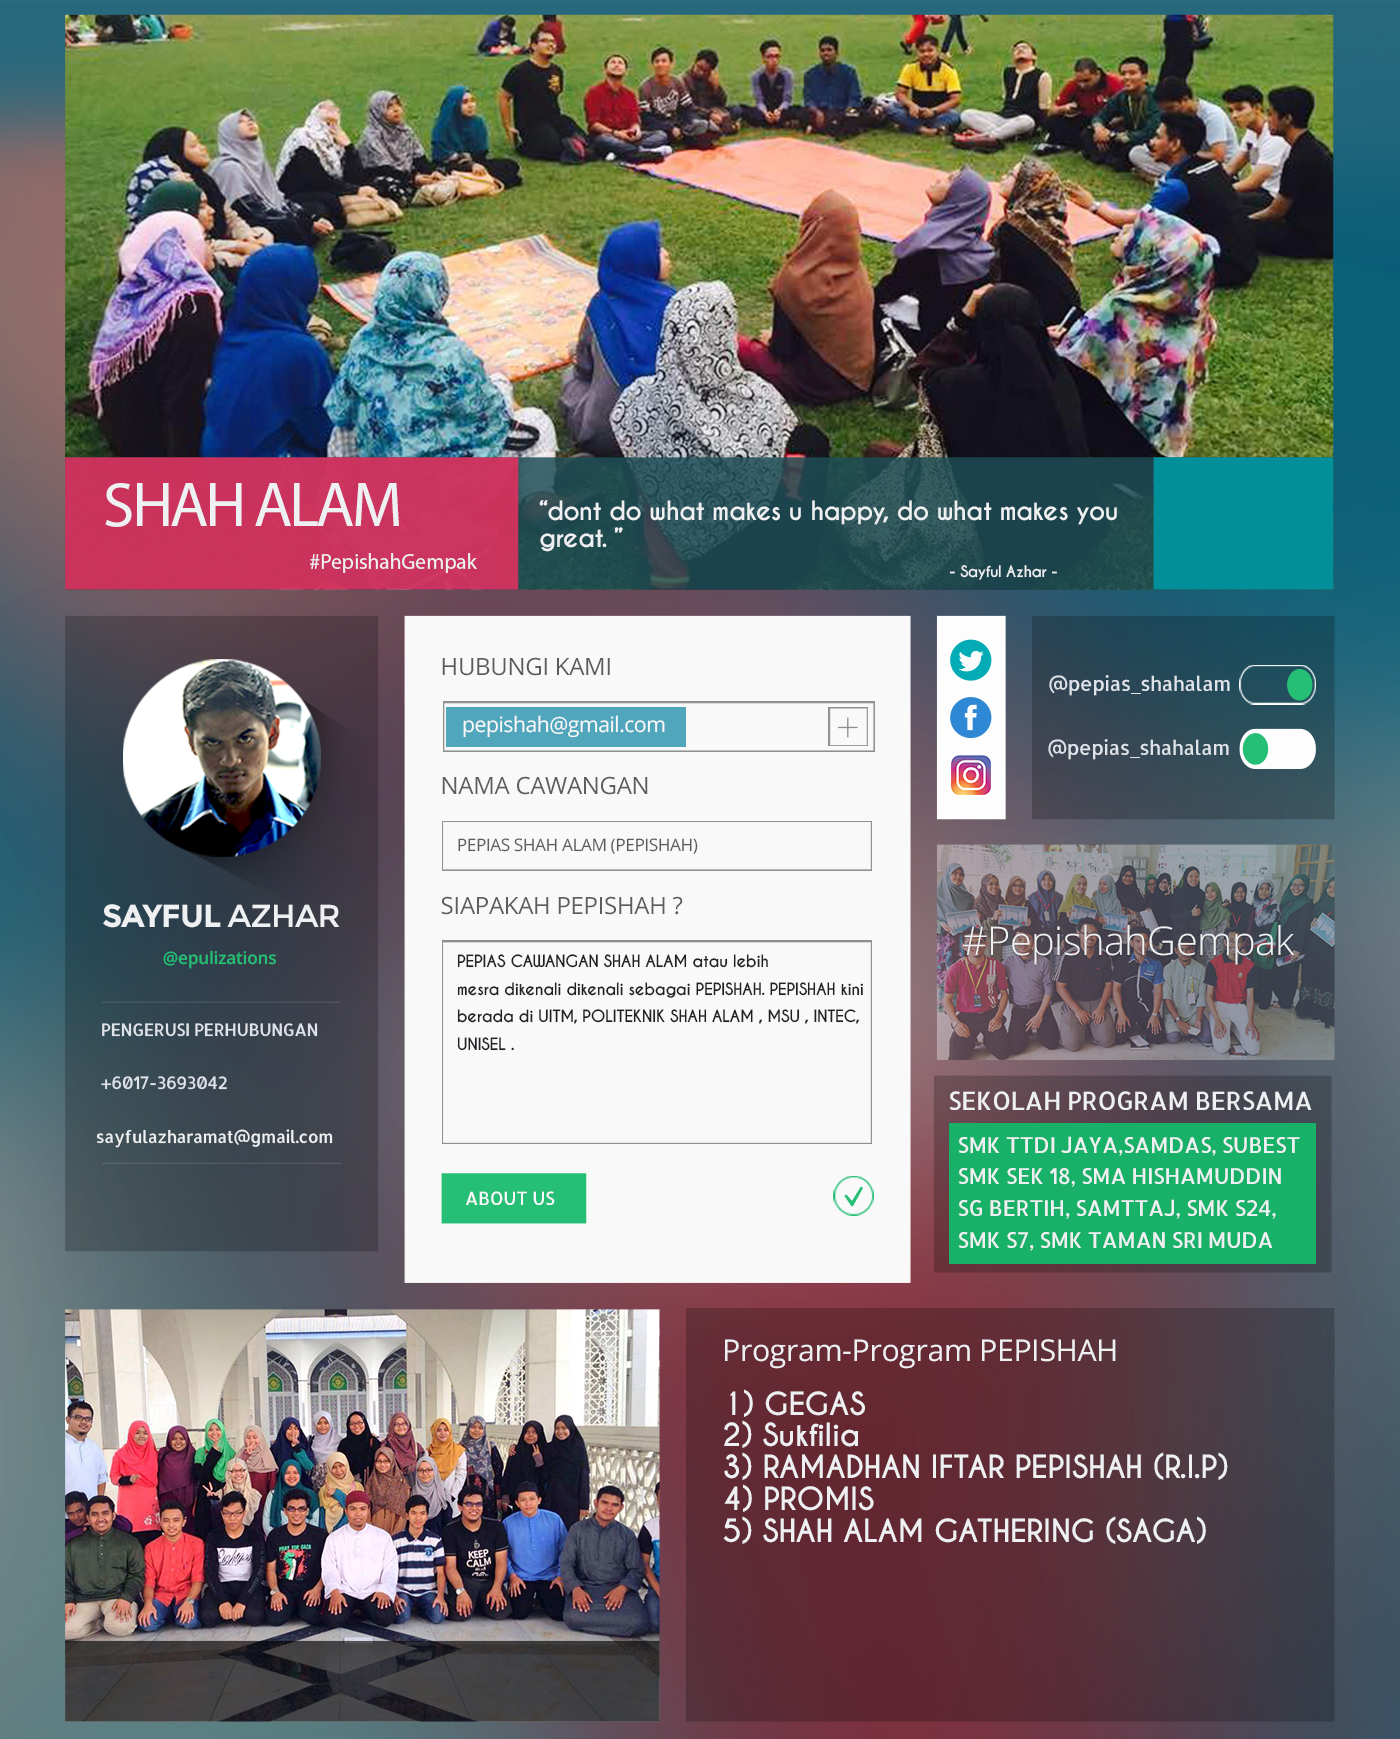 SHAH ALAM
#PepishahGempak
“dont do what makes u happy, do what makes you
great. ”
- Sayful Azhar -
SAYFUL AZHAR
@epulizations
PENGERUSI PERHUBUNGAN
+6017-3693042
sayfulazharamat@gmail.com
HUBUNGI KAMI
pepishah@gmail.com
NAMA CAWANGAN
PEPIAS SHAH ALAM (PEPISHAH)
SIAPAKAH PEPISHAH ?
PEPIAS CAWANGAN SHAH ALAM atau lebih
mesra dikenali dikenali sebagai PEPISHAH. PEPISHAH kini
berada di UITM, POLITEKNIK SHAH ALAM , MSU , INTEC,
UNISEL .
ABOUT US
@pepias_shahalam
@pepias_shahalam
#PepishahGempak
SEKOLAH PROGRAM BERSAMA
SMK TTDI JAYA,SAMDAS, SUBEST
SMK SEK 18, SMA HISHAMUDDIN
SG BERTIH, SAMTTAJ, SMK S24,
SMK S7, SMK TAMAN SRI MUDA
PRAY FOR GAZA
KEEP
CALM
Program-Program PEPISHAH
1) GEGAS
2) Sukfilia
3) RAMADHAN IFTAR PEPISHAH (R.I.P)
4) PROMIS
5) SHAH ALAM GATHERING (SAGA)